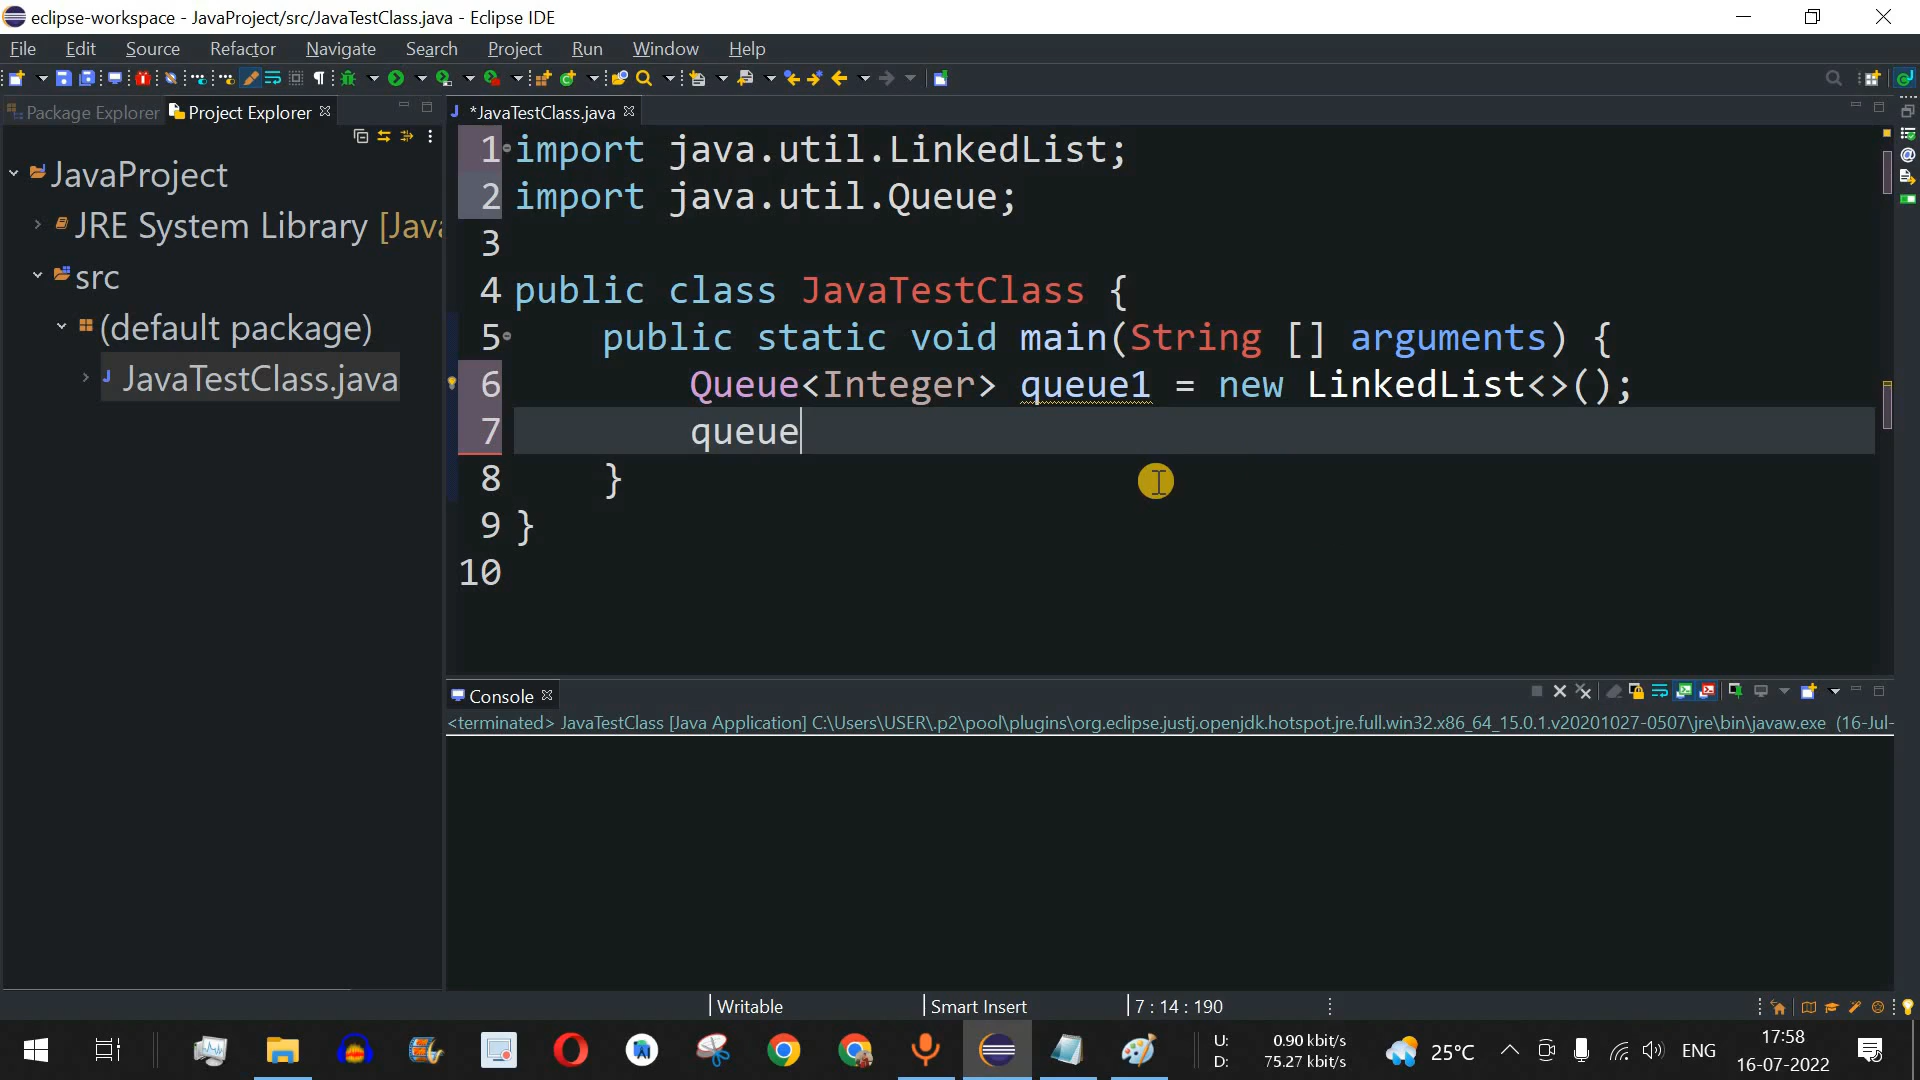 eclipse-workspace - JavaProject/src/JavaTestClass.java - Eclipse IDE
File Edit Source Refactor Navigate Search Project Run Window Help
Package Explorer Project Explorer
*JavaTestClass.java
JavaProject
JRE System Library [Java
src
(default package)
JavaTestClass.java
1 import java.util.LinkedList;
2 import java.util.Queue;
3
4 public class JavaTestClass {
5 public static void main(String [] arguments) {
6 Queue<Integer> queue1 = new LinkedList<>();
7 queue
8 }
9 }
10
Console
<terminated> JavaTestClass [Java Application] C:\Users\USER\.p2\pool\plugins\org.eclipse.justj.openjdk.hotspot.jre.full.win32.x86_64_15.0.1.v20201027-0507\jre\bin\javaw.exe (16-Jul-
Writable Smart Insert 7 : 14 : 190
U: 0.90 kbit/s
D: 75.27 kbit/s
25°C
ENG
17:58
16-07-2022